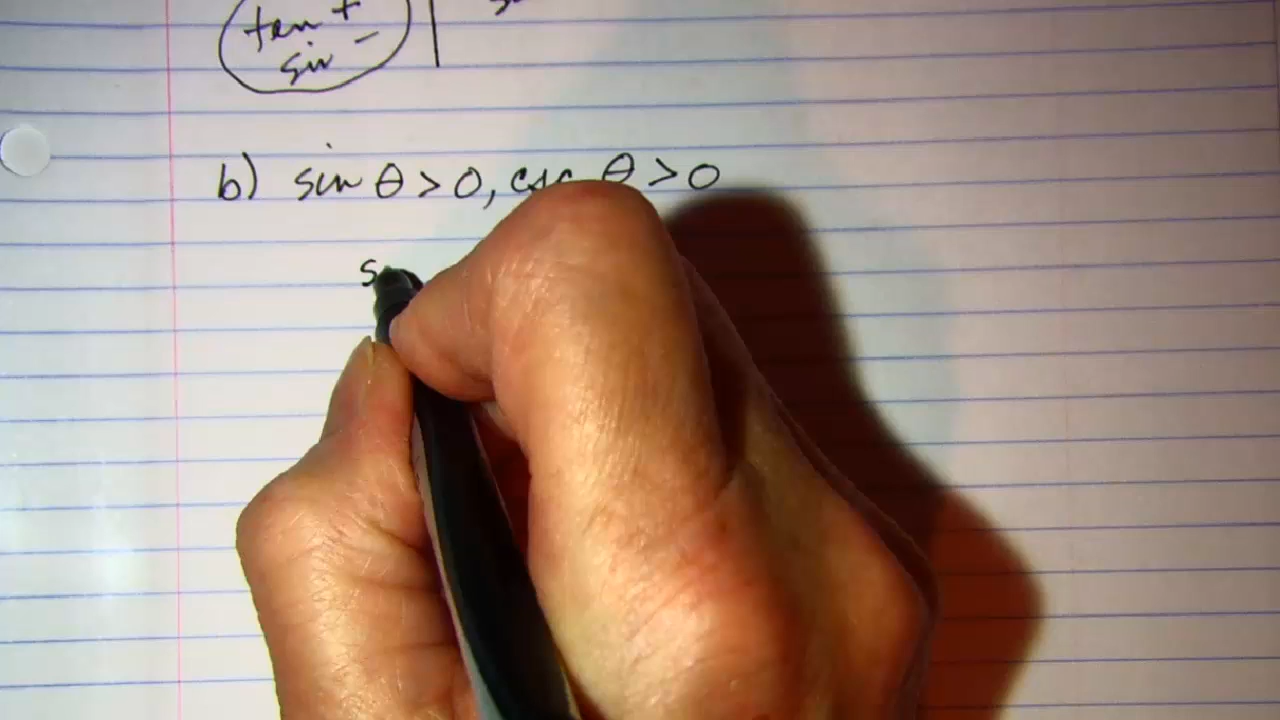 tan +
sin −
b) sin θ > 0, csc θ > 0
s